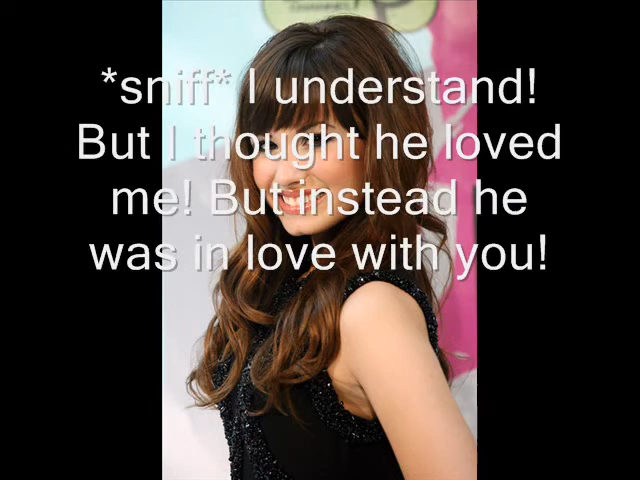 *sniff* I understand!
But I thought he loved
me! But instead he
was in love with you!